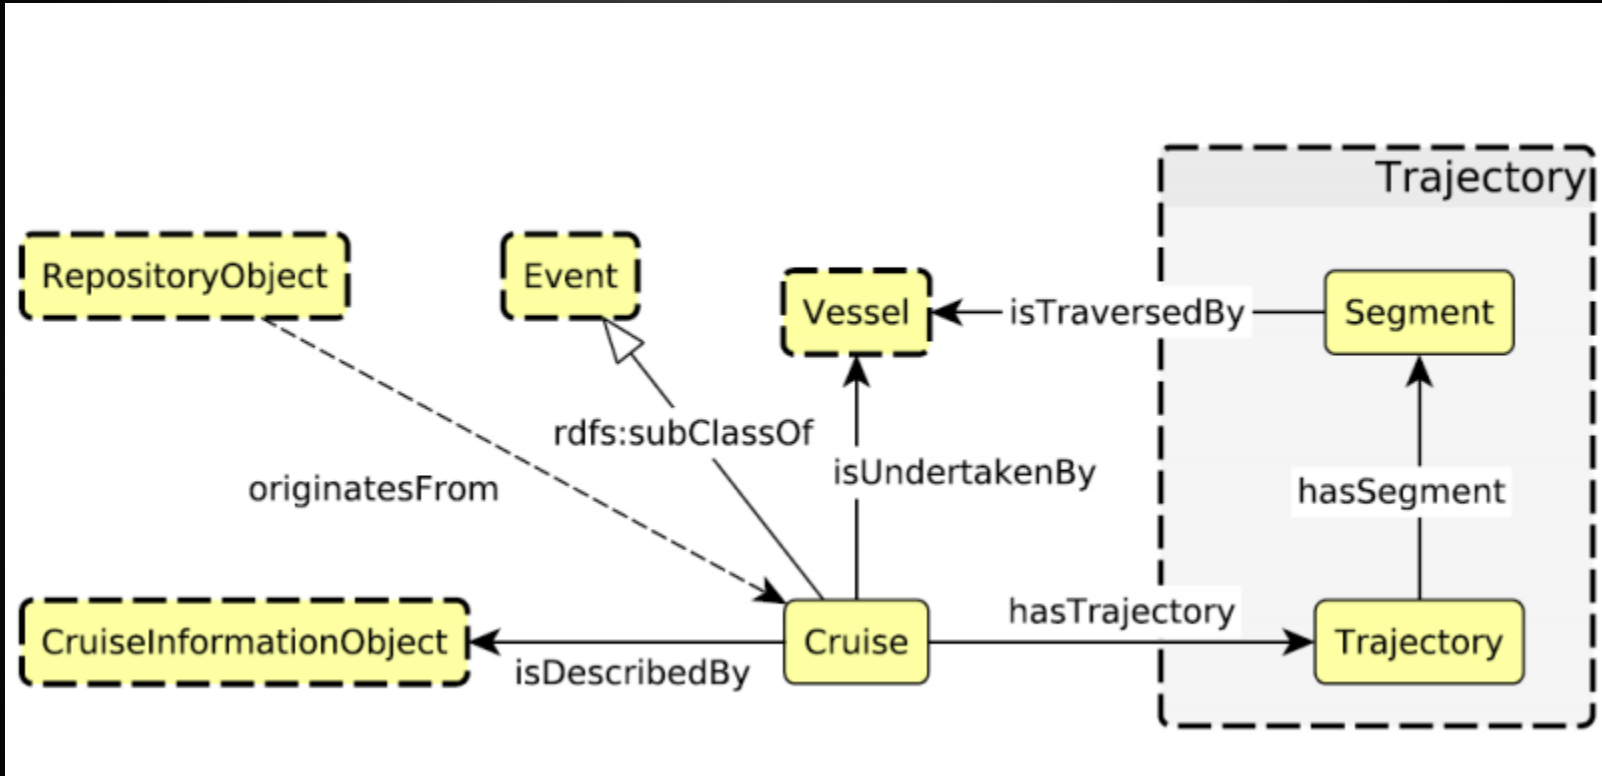 Trajectory
RepositoryObject
Event
Vessel
isTraversedBy
Segment
rdfs:subClassOf
isUndertakenBy
originatesFrom
hasSegment
CruiseInformationObject
isDescribedBy
Cruise
hasTrajectory
Trajectory